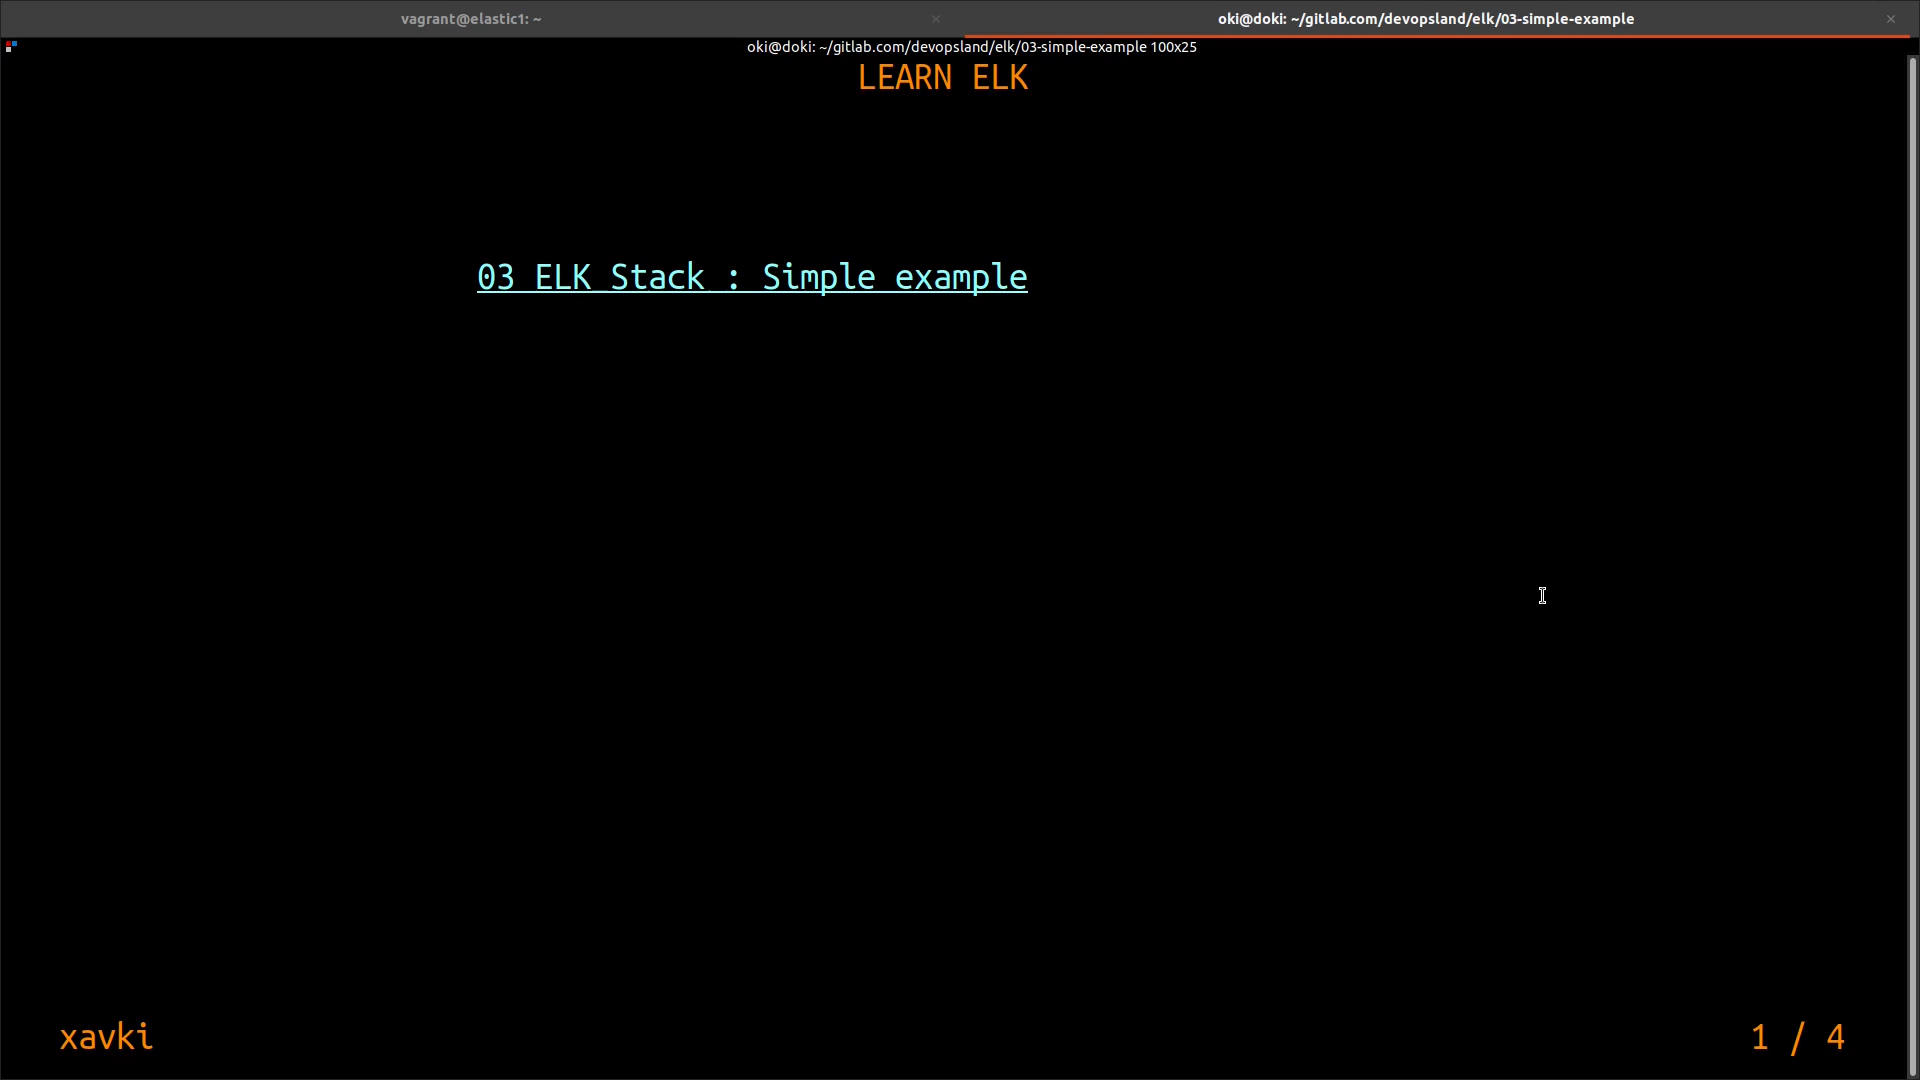 vagrant@elastic1: ~ × oki@doki: ~/gitlab.com/devopsland/elk/03-simple-example ×
oki@doki: ~/gitlab.com/devopsland/elk/03-simple-example 100x25
LEARN ELK
03 ELK Stack : Simple example
xavki 1 / 4